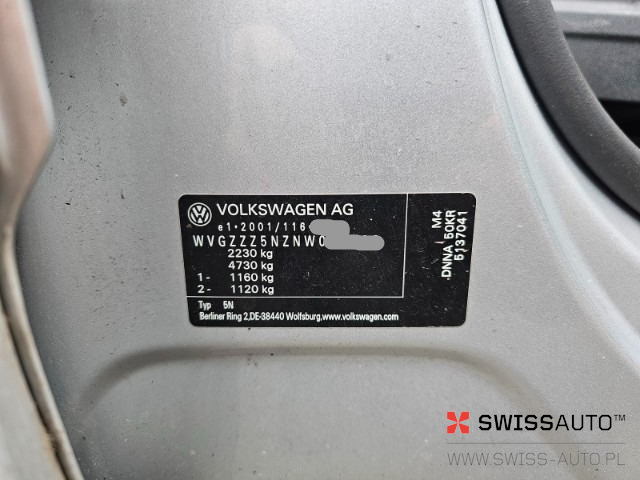 VOLKSWAGEN AG
e1*2001/116
WVGZZZ5NZNW0
2230 kg
4730 kg
1- 1160 kg
2- 1120 kg
Typ 5N
Berliner Ring 2,DE-38440 Wolfsburg,www.volkswagen.com
M4
DNNA 50KR
5137041
SWISSAUTO™
WWW.SWISS-AUTO.PL